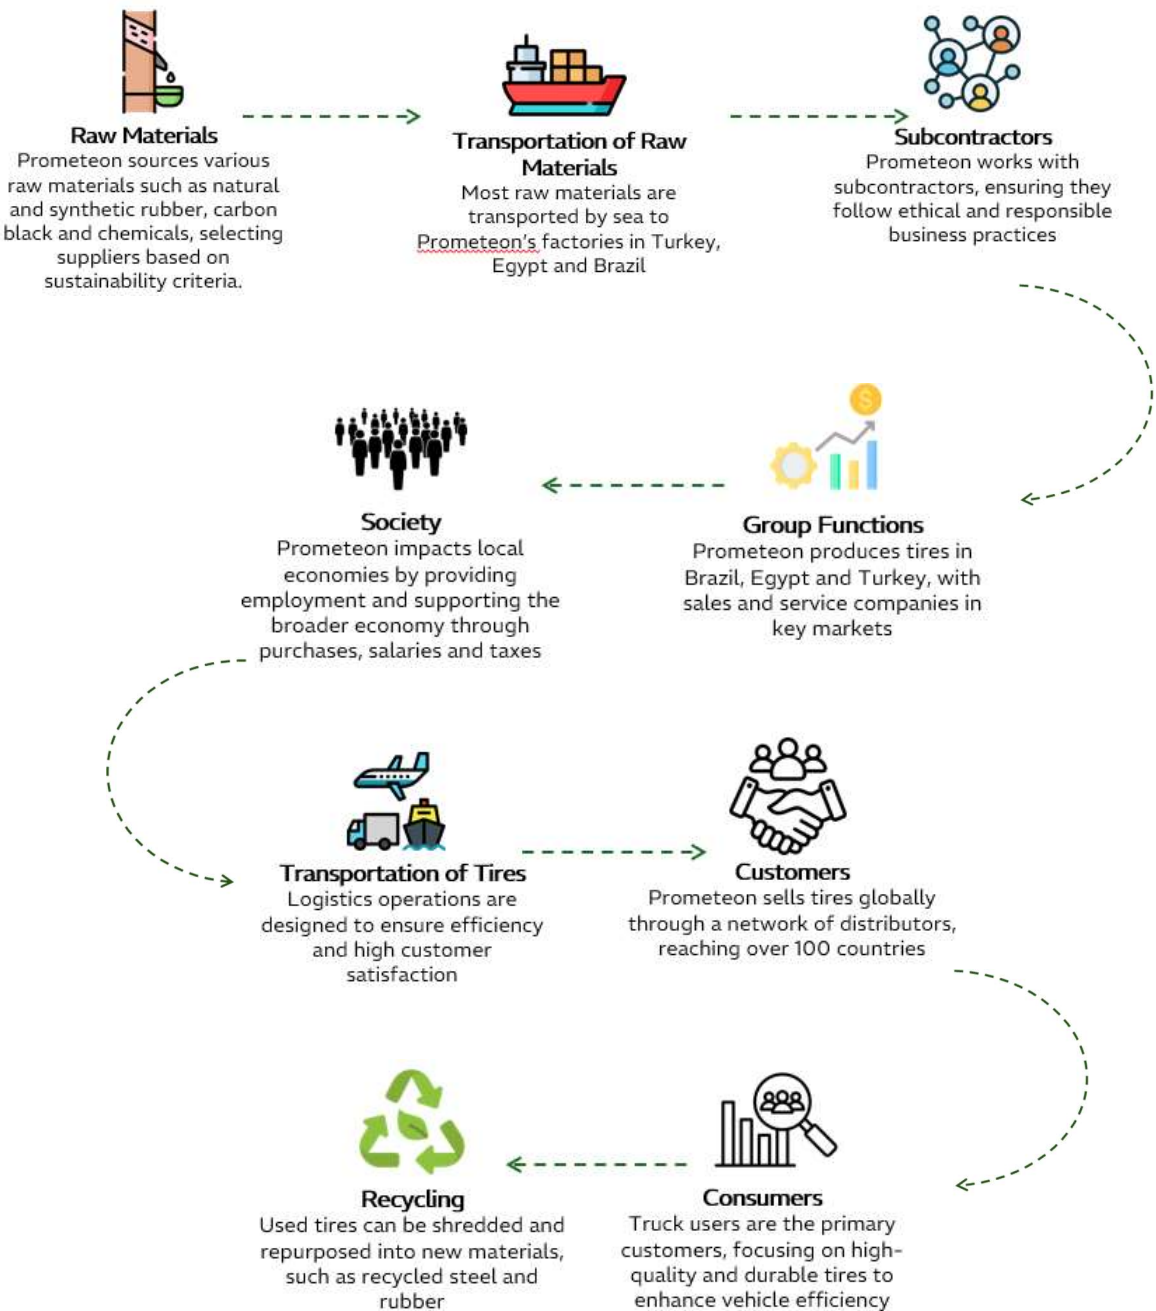 Raw Materials
Prometeon sources various
raw materials such as natural
and synthetic rubber, carbon
black and chemicals, selecting
suppliers based on
sustainability criteria.
Transportation of Raw
Materials
Most raw materials are
transported by sea to
Prometeon's factories in Turkey,
Egypt and Brazil
Subcontractors
Prometeon works with
subcontractors, ensuring they
follow ethical and responsible
business practices
Group Functions
Prometeon produces tires in
Brazil, Egypt and Turkey, with
sales and service companies in
key markets
Society
Prometeon impacts local
economies by providing
employment and supporting the
broader economy through
purchases, salaries and taxes
Transportation of Tires
Logistics operations are
designed to ensure efficiency
and high customer
satisfaction
Customers
Prometeon sells tires globally
through a network of distributors,
reaching over 100 countries
Consumers
Truck users are the primary
customers, focusing on high-
quality and durable tires to
enhance vehicle efficiency
Recycling
Used tires can be shredded and
repurposed into new materials,
such as recycled steel and
rubber